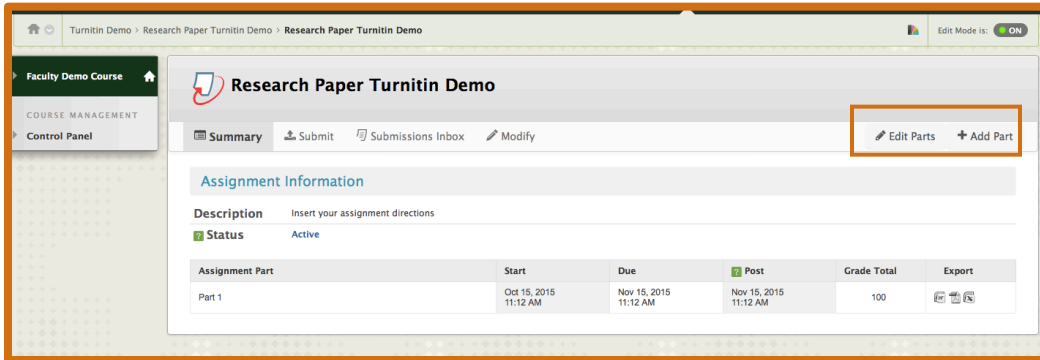 Turnitin Demo > Research Paper Turnitin Demo > Research Paper Turnitin Demo
Edit Mode is: ON
Faculty Demo Course
COURSE MANAGEMENT
Control Panel
Research Paper Turnitin Demo
Summary Submit Submissions Inbox Modify Edit Parts + Add Part
Assignment Information
Description Insert your assignment directions
? Status Active
Assignment Part Start Due ? Post Grade Total Export
Part 1 Oct 15, 2015 Nov 15, 2015 Nov 15, 2015 100
11:12 AM 11:12 AM 11:12 AM